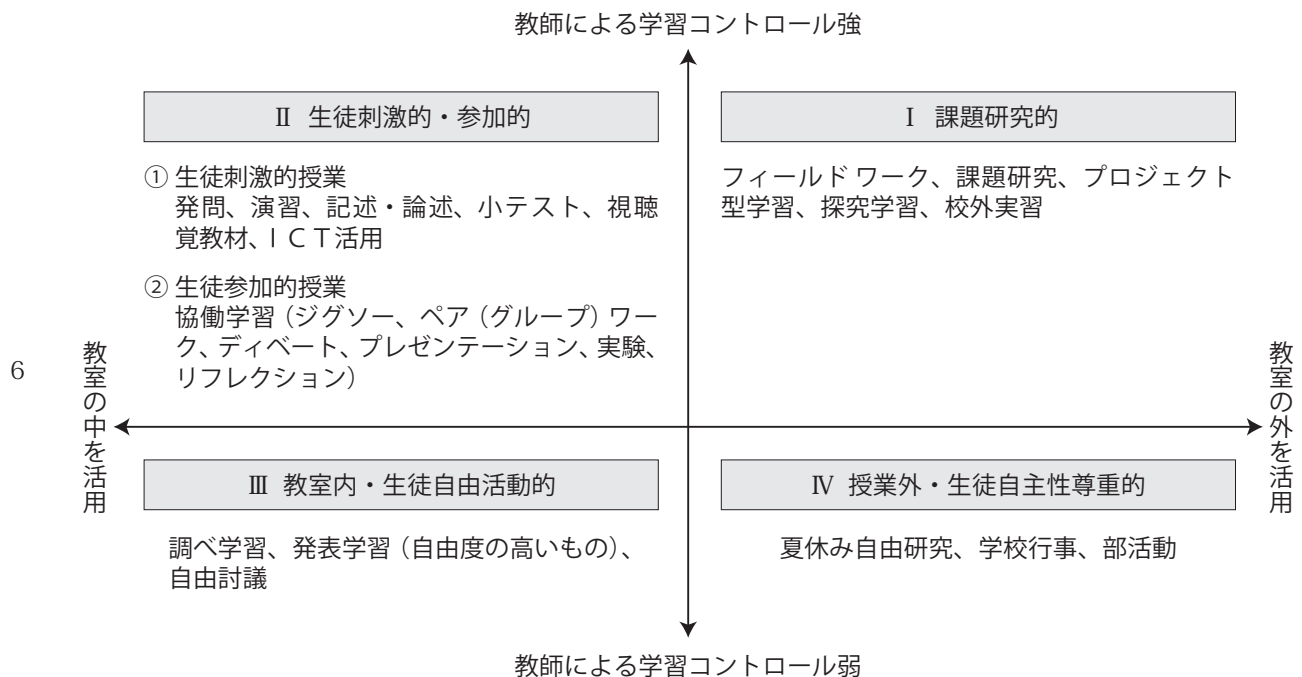 教師による学習コントロール強
Ⅱ 生徒刺激的・参加的
① 生徒刺激的授業
発問、演習、記述・論述、小テスト、視聴
覚教材、ＩＣＴ活用
② 生徒参加的授業
協働学習（ジグソー、ペア（グループ）ワー
ク、ディベート、プレゼンテーション、実験、
リフレクション）
Ⅰ 課題研究的
フィールド ワーク、課題研究、プロジェクト
型学習、探究学習、校外実習
6
教室の中を活用
教室の外を活用
Ⅲ 教室内・生徒自由活動的
調べ学習、発表学習（自由度の高いもの）、
自由討議
Ⅳ 授業外・生徒自主性尊重的
夏休み自由研究、学校行事、部活動
教師による学習コントロール弱